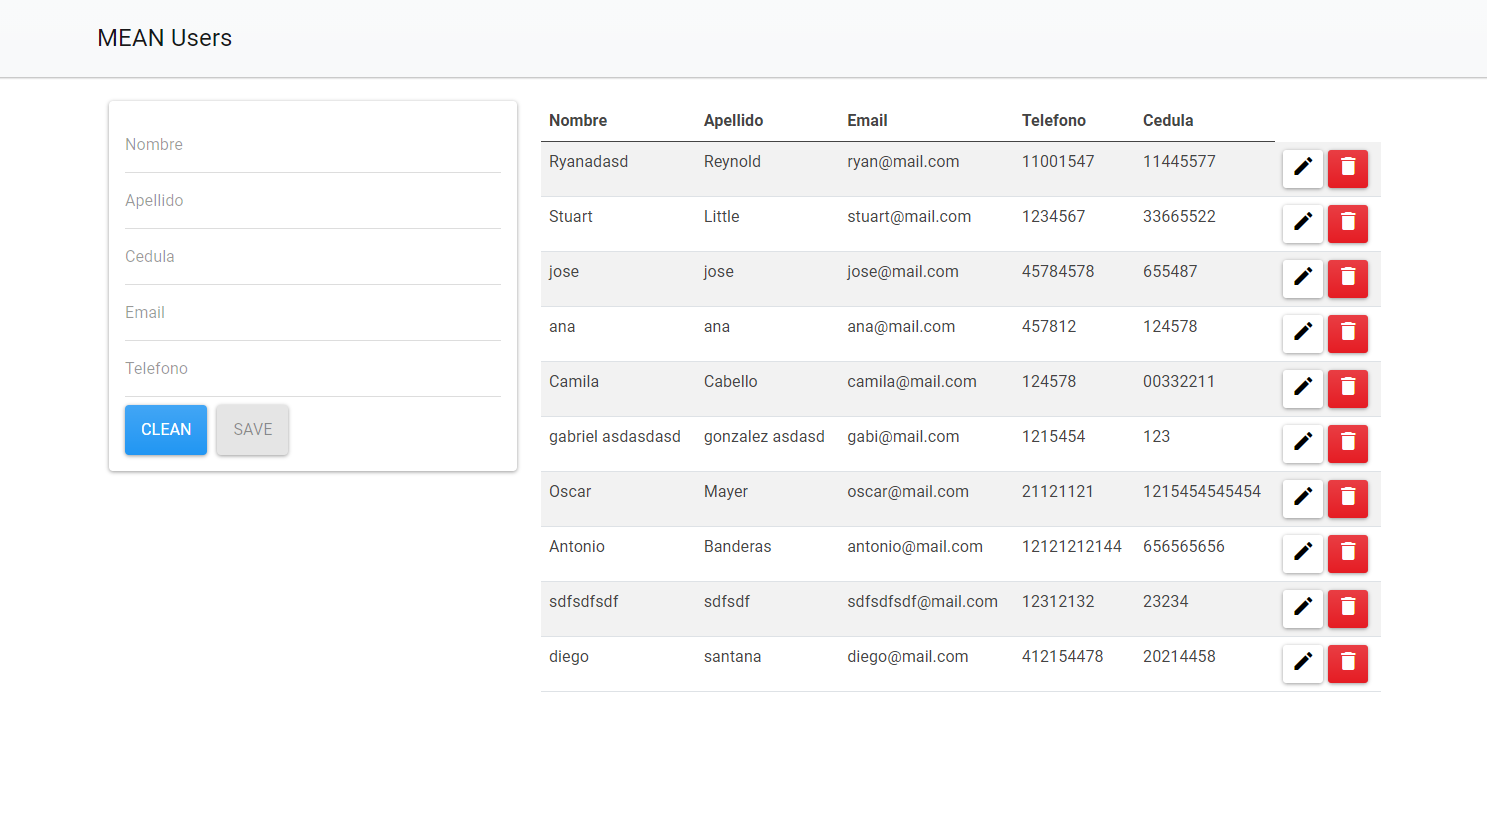 MEAN Users
Nombre
Apellido
Cedula
Email
Telefono
CLEAN SAVE
Nombre Apellido Email Telefono Cedula
Ryanadasd Reynold ryan@mail.com 11001547 11445577
Stuart Little stuart@mail.com 1234567 33665522
jose jose jose@mail.com 45784578 655487
ana ana ana@mail.com 457812 124578
Camila Cabello camila@mail.com 124578 00332211
gabriel asdasdasd gonzalez asdasd gabi@mail.com 1215454 123
Oscar Mayer oscar@mail.com 21121121 1215454545454
Antonio Banderas antonio@mail.com 12121212144 656565656
sdfsdfsdf sdfsdf sdfsdfsdf@mail.com 12312132 23234
diego santana diego@mail.com 412154478 20214458